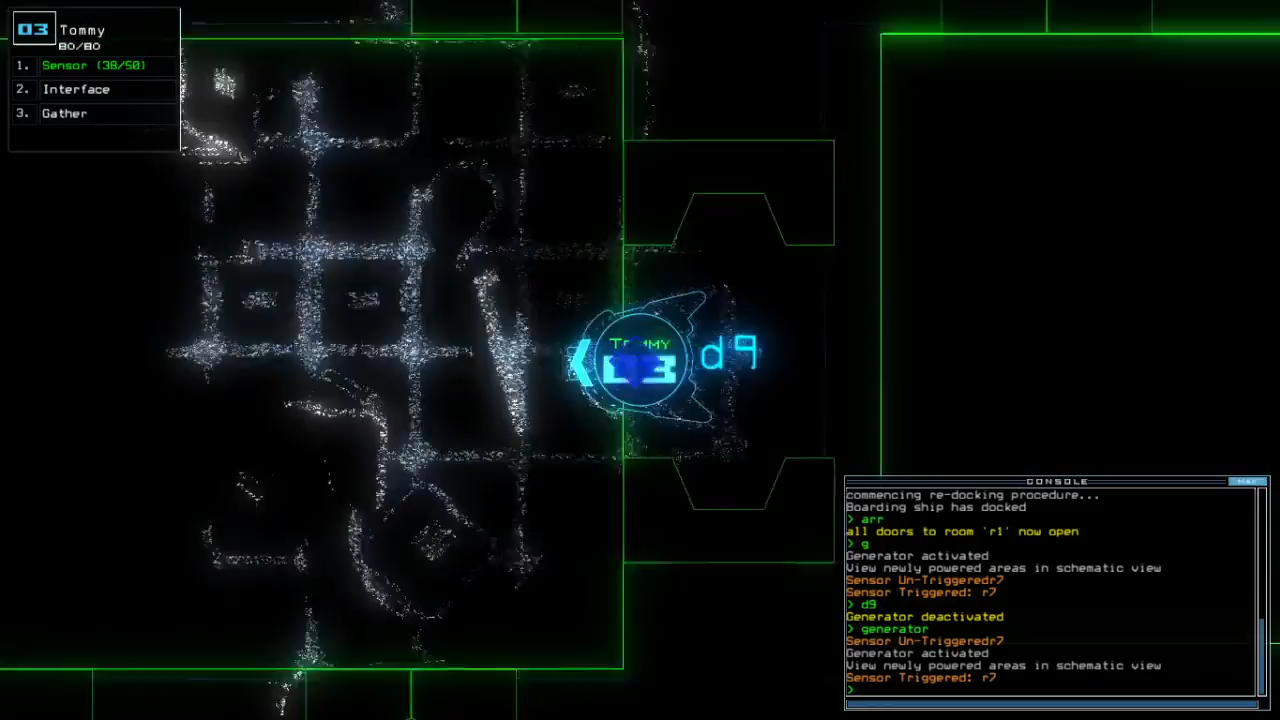 03 Tommy
80/80
1. Sensor (38/50)
2. Interface
3. Gather
TOMMY
03
d9
CONSOLE
commencing re-docking procedure...
Boarding ship has docked
> arr
all doors to room 'r1' now open
> g
Generator activated
View newly powered areas in schematic view
Sensor Un-Triggeredr7
Sensor Triggered: r7
> d9
Generator deactivated
> generator
Sensor Un-Triggeredr7
Generator activated
View newly powered areas in schematic view
Sensor Triggered: r7
>